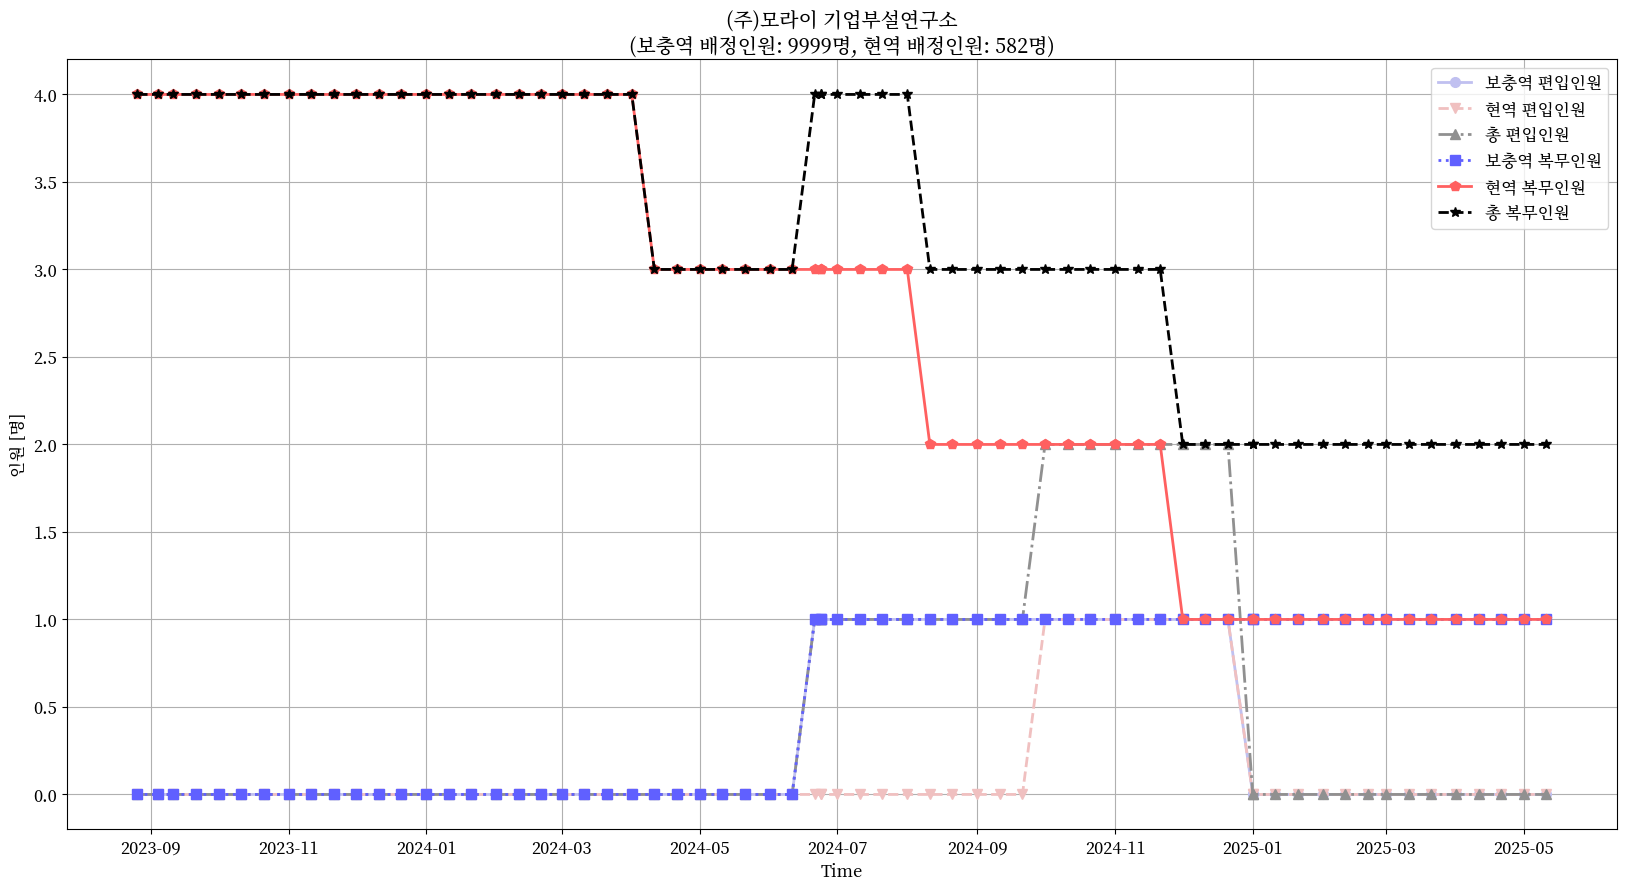 (주)모라이 기업부설연구소
(보충역 배정인원: 9999명, 현역 배정인원: 582명)
보충역 편입인원
현역 편입인원
총 편입인원
보충역 복무인원
현역 복무인원
총 복무인원
인원 [명]
4.0
3.5
3.0
2.5
2.0
1.5
1.0
0.5
0.0
2023-09 2023-11 2024-01 2024-03 2024-05 2024-07 2024-09 2024-11 2025-01 2025-03 2025-05
Time